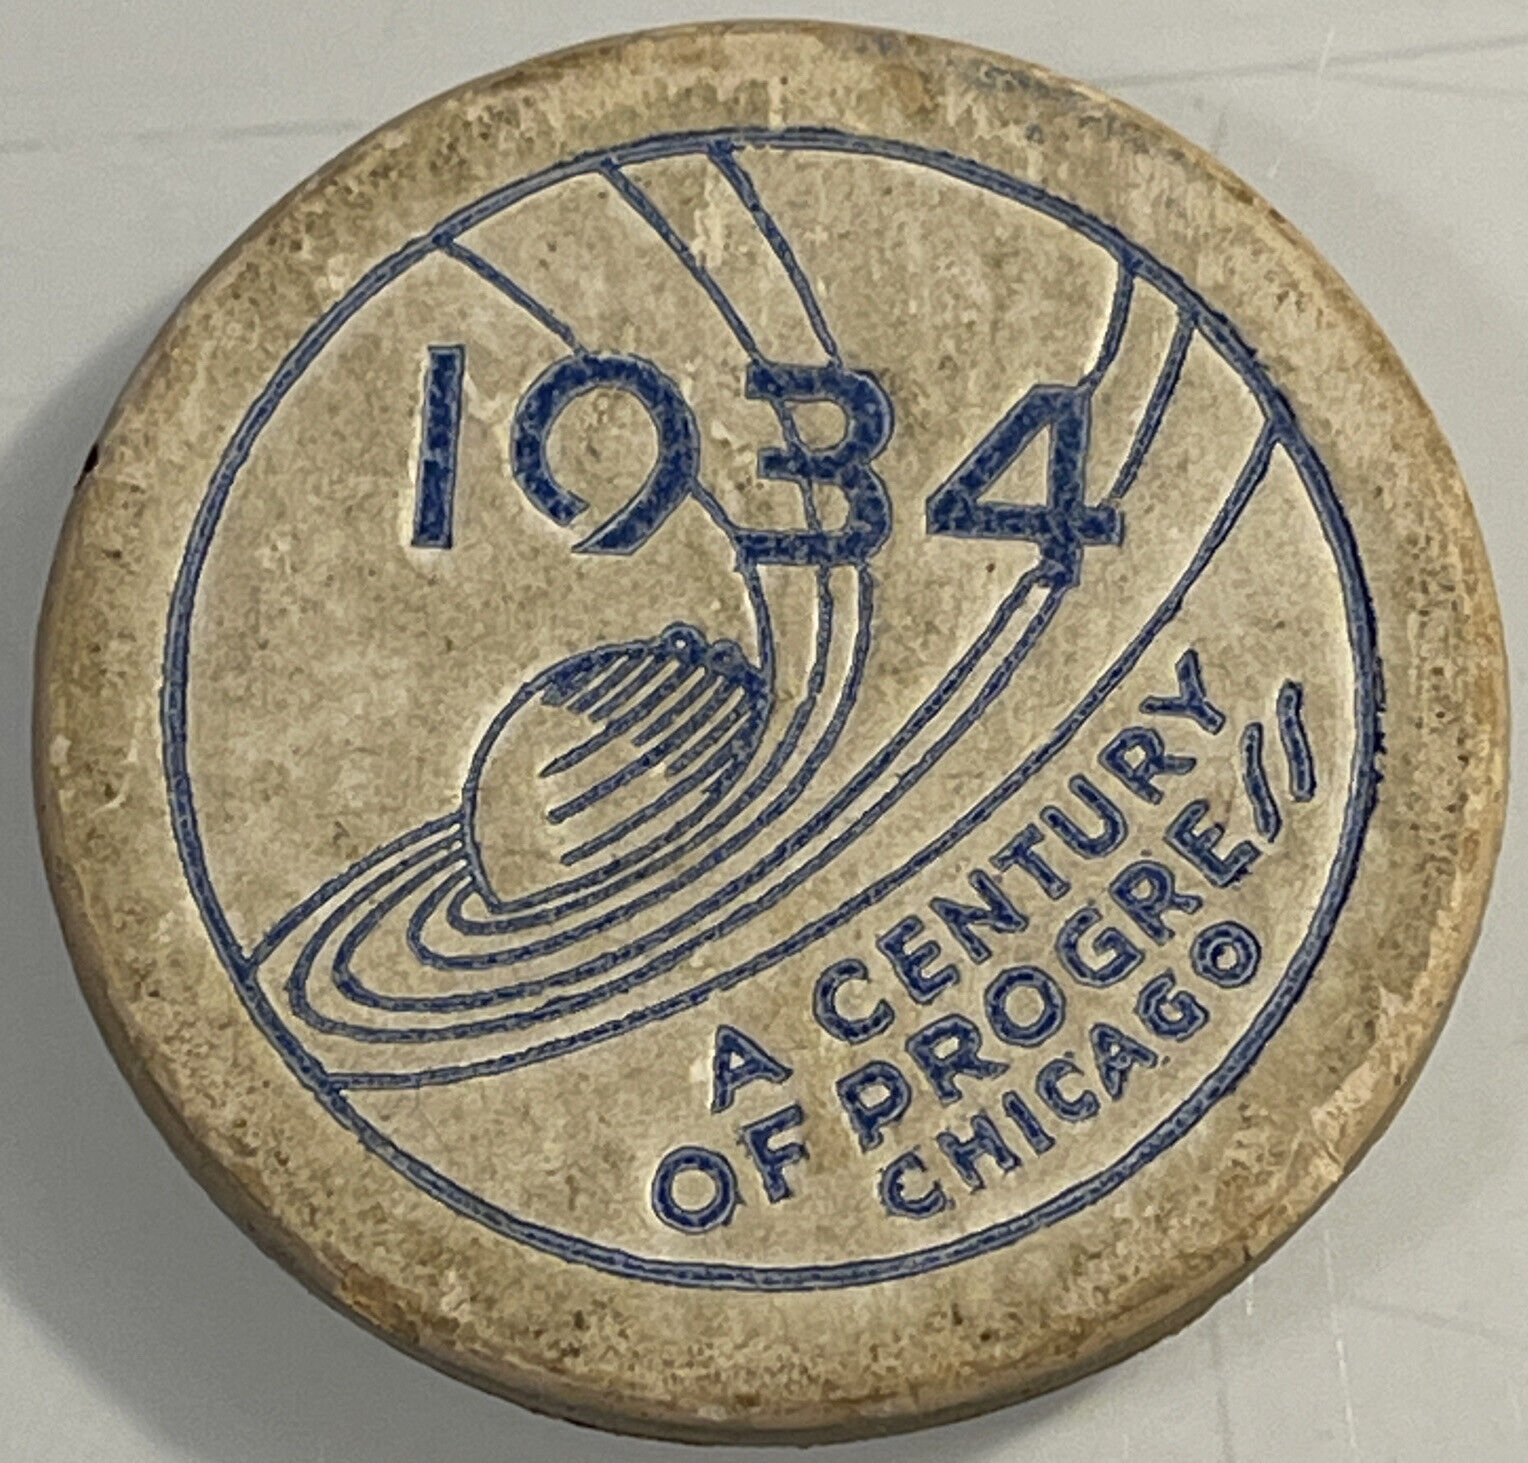 1934
A CENTURY
OF PROGRESS
CHICAGO